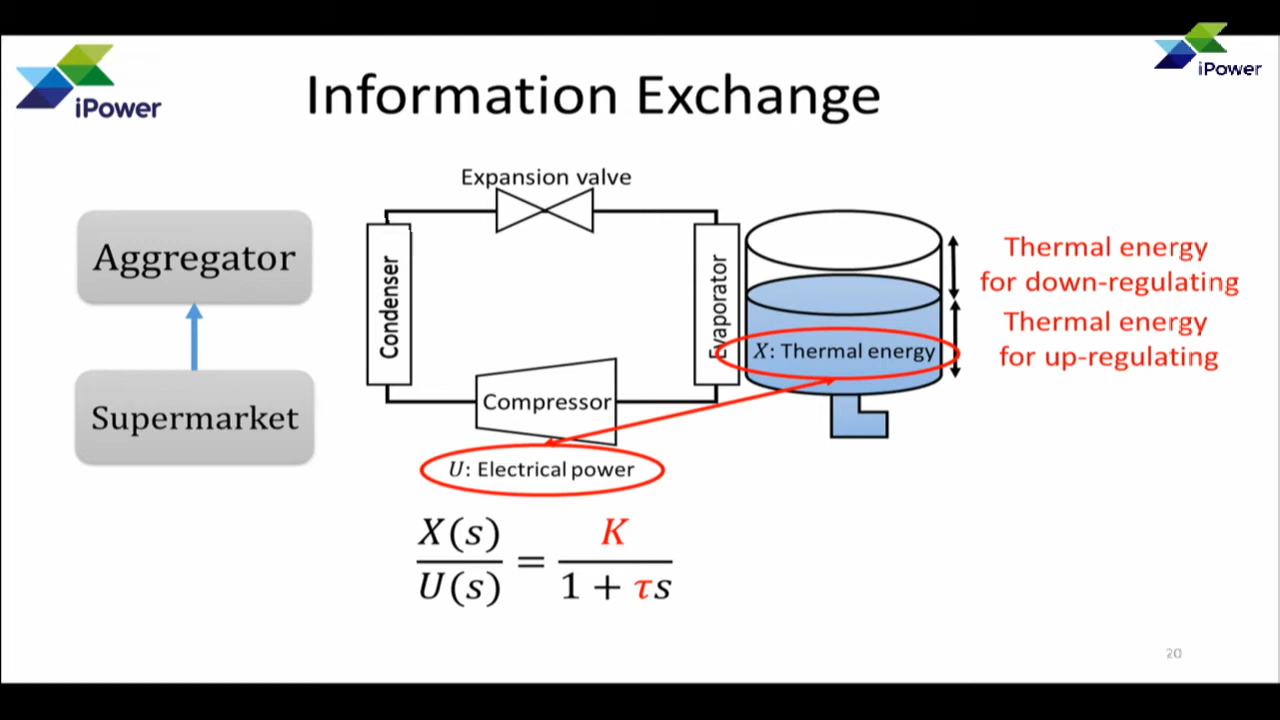 iPower
iPower
Information Exchange
Expansion valve
Aggregator
Supermarket
Condenser
Evaporator
Compressor
X: Thermal energy
U: Electrical power
Thermal energy
for down-regulating
Thermal energy
for up-regulating
X(s)/U(s) = K/(1 + τs)
20